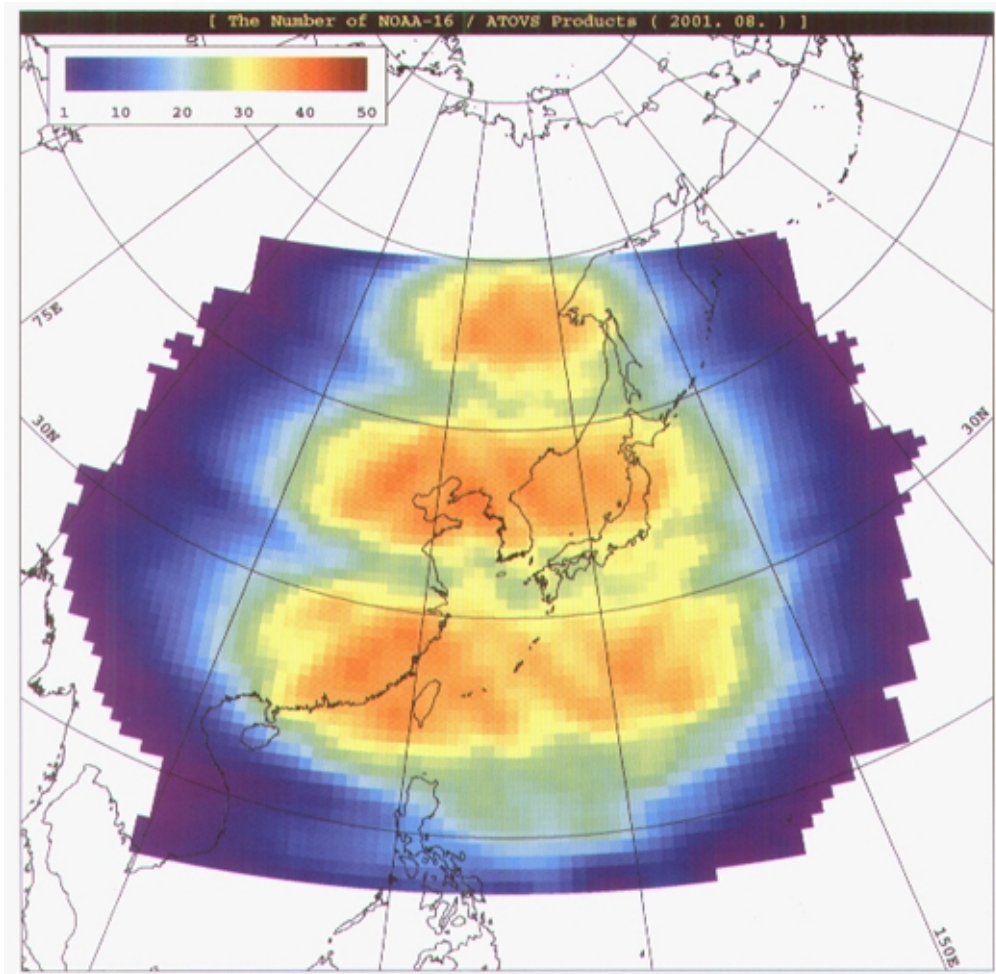 [ The Number of NOAA-16 / ATOVS Products ( 2001. 08. ) ]
1 10 20 30 40 50
75E
30N
30N
150E